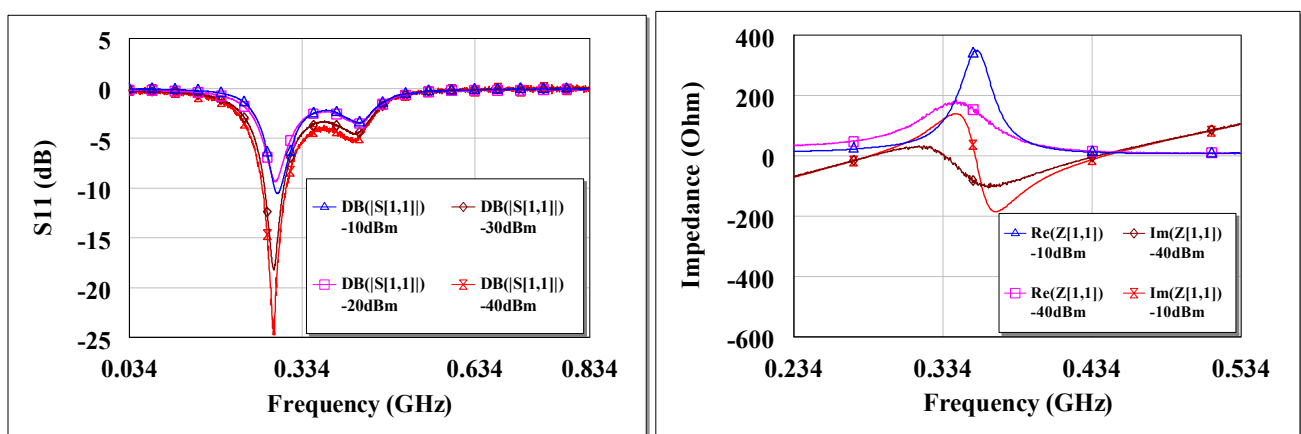 5
0
-5
-10
-15
-20
-25
S11 (dB)
DB(|S[1,1]|)
-10dBm
DB(|S[1,1]|)
-30dBm
DB(|S[1,1]|)
-20dBm
DB(|S[1,1]|)
-40dBm
0.034
0.334
0.634
0.834
Frequency (GHz)
400
200
0
-200
-400
-600
Impedance (Ohm)
Re(Z[1,1])
-10dBm
Im(Z[1,1])
-40dBm
Re(Z[1,1])
-40dBm
Im(Z[1,1])
-10dBm
0.234
0.334
0.434
0.534
Frequency (GHz)